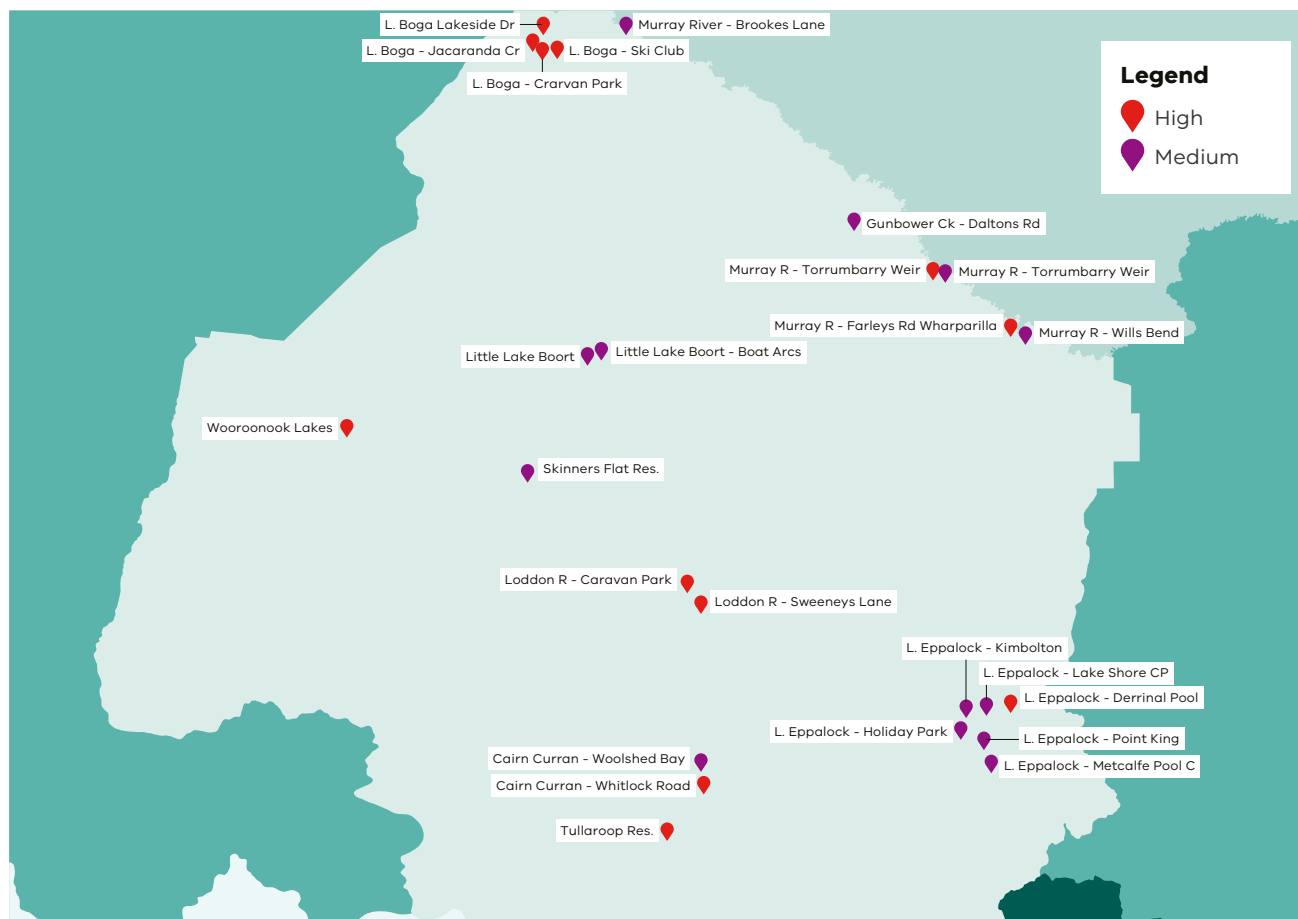 L. Boga Lakeside Dr
Murray River - Brookes Lane
L. Boga - Jacaranda Cr
L. Boga - Ski Club
L. Boga - Crarvan Park
Legend
High
Medium
Gunbower Ck - Daltons Rd
Murray R - Torrumbarry Weir
Murray R - Torrumbarry Weir
Murray R - Farleys Rd Wharparilla
Murray R - Wills Bend
Little Lake Boort
Little Lake Boort - Boat Arcs
Wooroonook Lakes
Skinners Flat Res.
Loddon R - Caravan Park
Loddon R - Sweeneys Lane
L. Eppalock - Kimbolton
L. Eppalock - Lake Shore CP
L. Eppalock - Derrinal Pool
L. Eppalock - Holiday Park
L. Eppalock - Point King
L. Eppalock - Metcalfe Pool C
Cairn Curran - Woolshed Bay
Cairn Curran - Whitlock Road
Tullaroop Res.